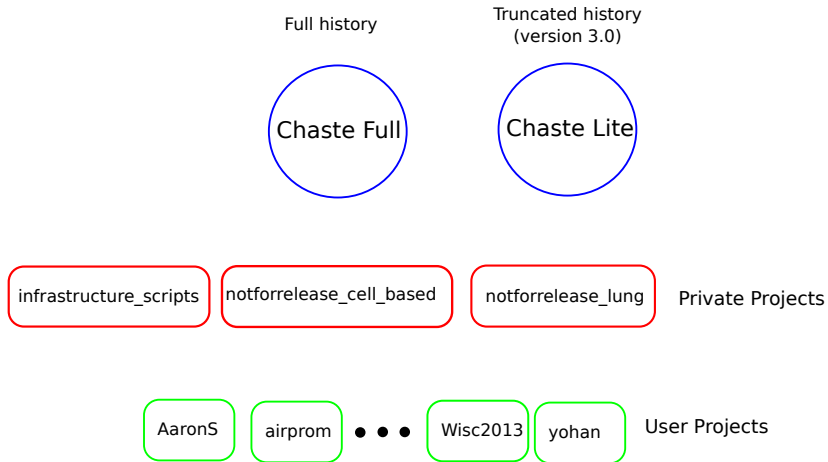 Full history
Truncated history
(version 3.0)
Chaste Full
Chaste Lite
infrastructure_scripts
notforrelease_cell_based
notforrelease_lung
Private Projects
AaronS
airprom
Wisc2013
yohan
User Projects